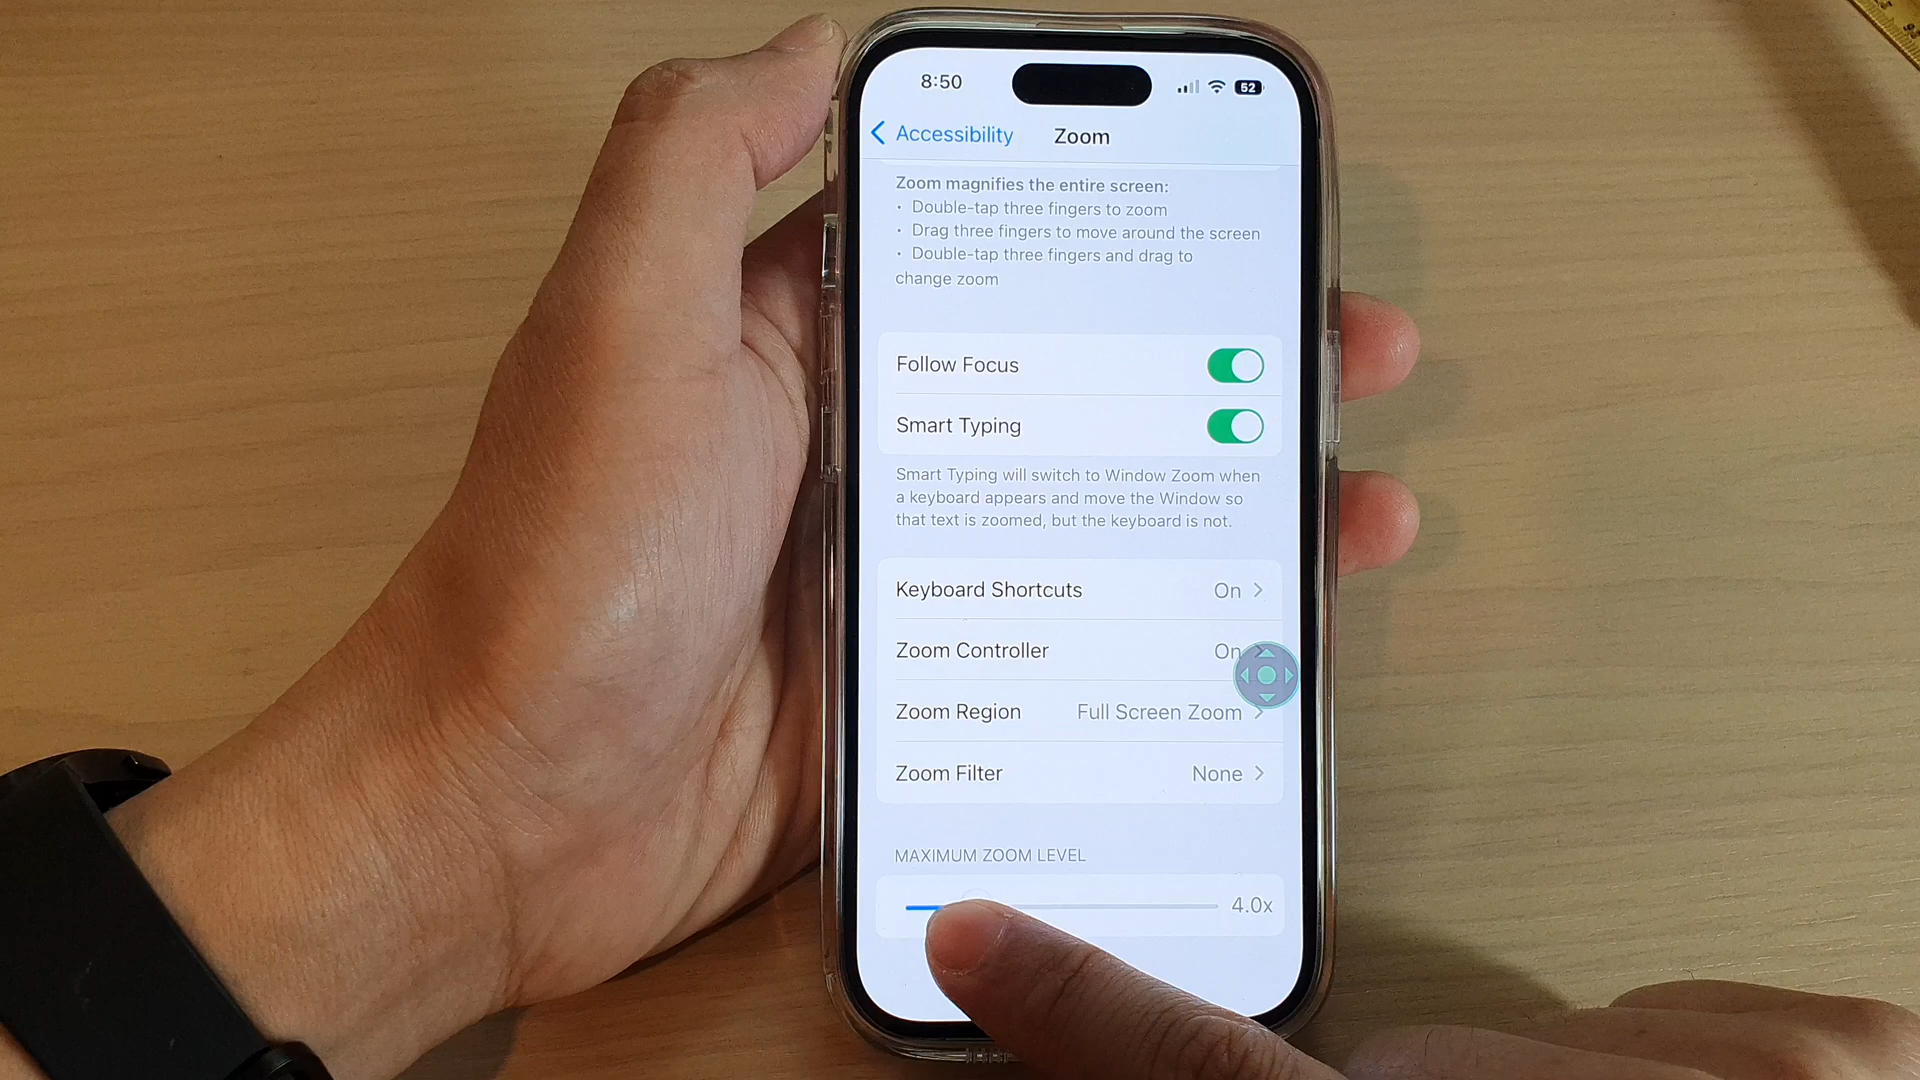 8:50
52
Accessibility
Zoom
Zoom magnifies the entire screen:
• Double-tap three fingers to zoom
• Drag three fingers to move around the screen
• Double-tap three fingers and drag to
change zoom
Follow Focus
Smart Typing
Smart Typing will switch to Window Zoom when
a keyboard appears and move the Window so
that text is zoomed, but the keyboard is not.
Keyboard Shortcuts On
Zoom Controller On
Zoom Region Full Screen Zoom
Zoom Filter None
MAXIMUM ZOOM LEVEL
4.0x